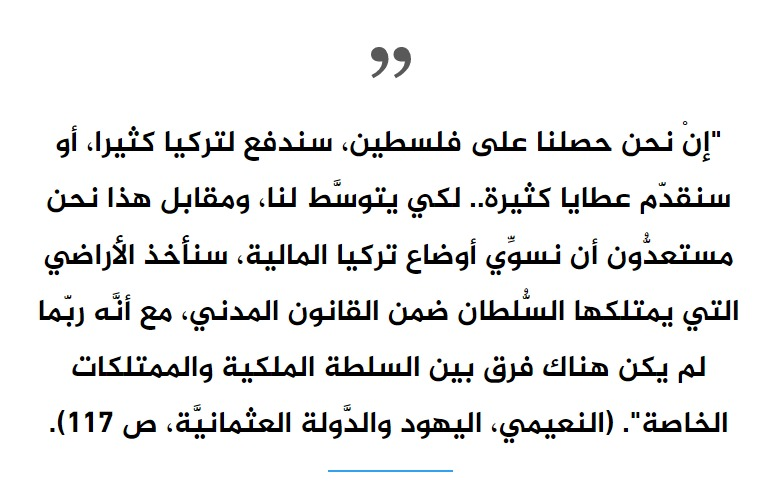 "إنْ نحن حصلنا على فلسطين، سندفع لتركيا كثيرا، أو
سنقدّم عطايا كثيرة.. لكي يتوسَّط لنا، ومقابل هذا نحن
مستعدُّون أن نسوِّي أوضاع تركيا المالية، سنأخذ الأراضي
التي يمتلكها السُّلطان ضمن القانون المدني، مع أنَّه ربّما
لم يكن هناك فرق بين السلطة الملكية والممتلكات
الخاصة". (النعيمي، اليهود والدَّولة العثمانيَّة، ص 117).